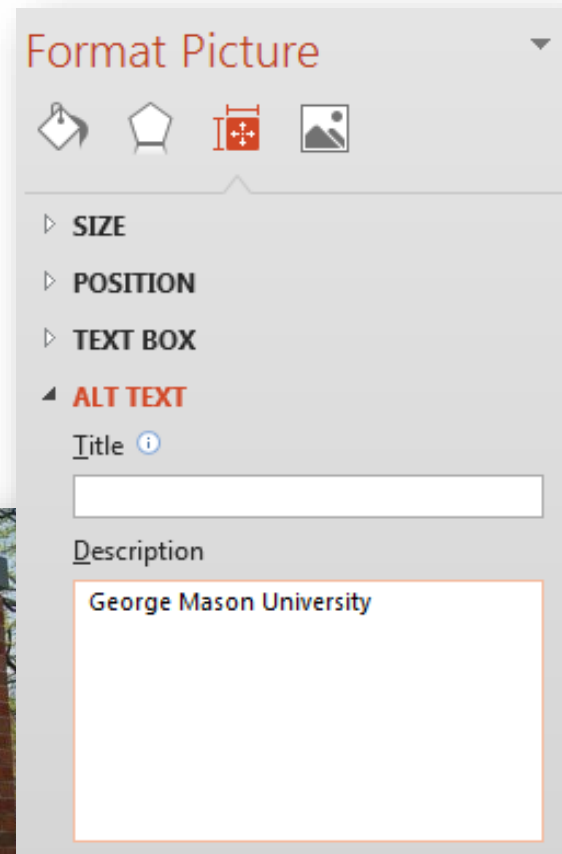 Format Picture
SIZE
POSITION
TEXT BOX
ALT TEXT
Title
Description
George Mason University